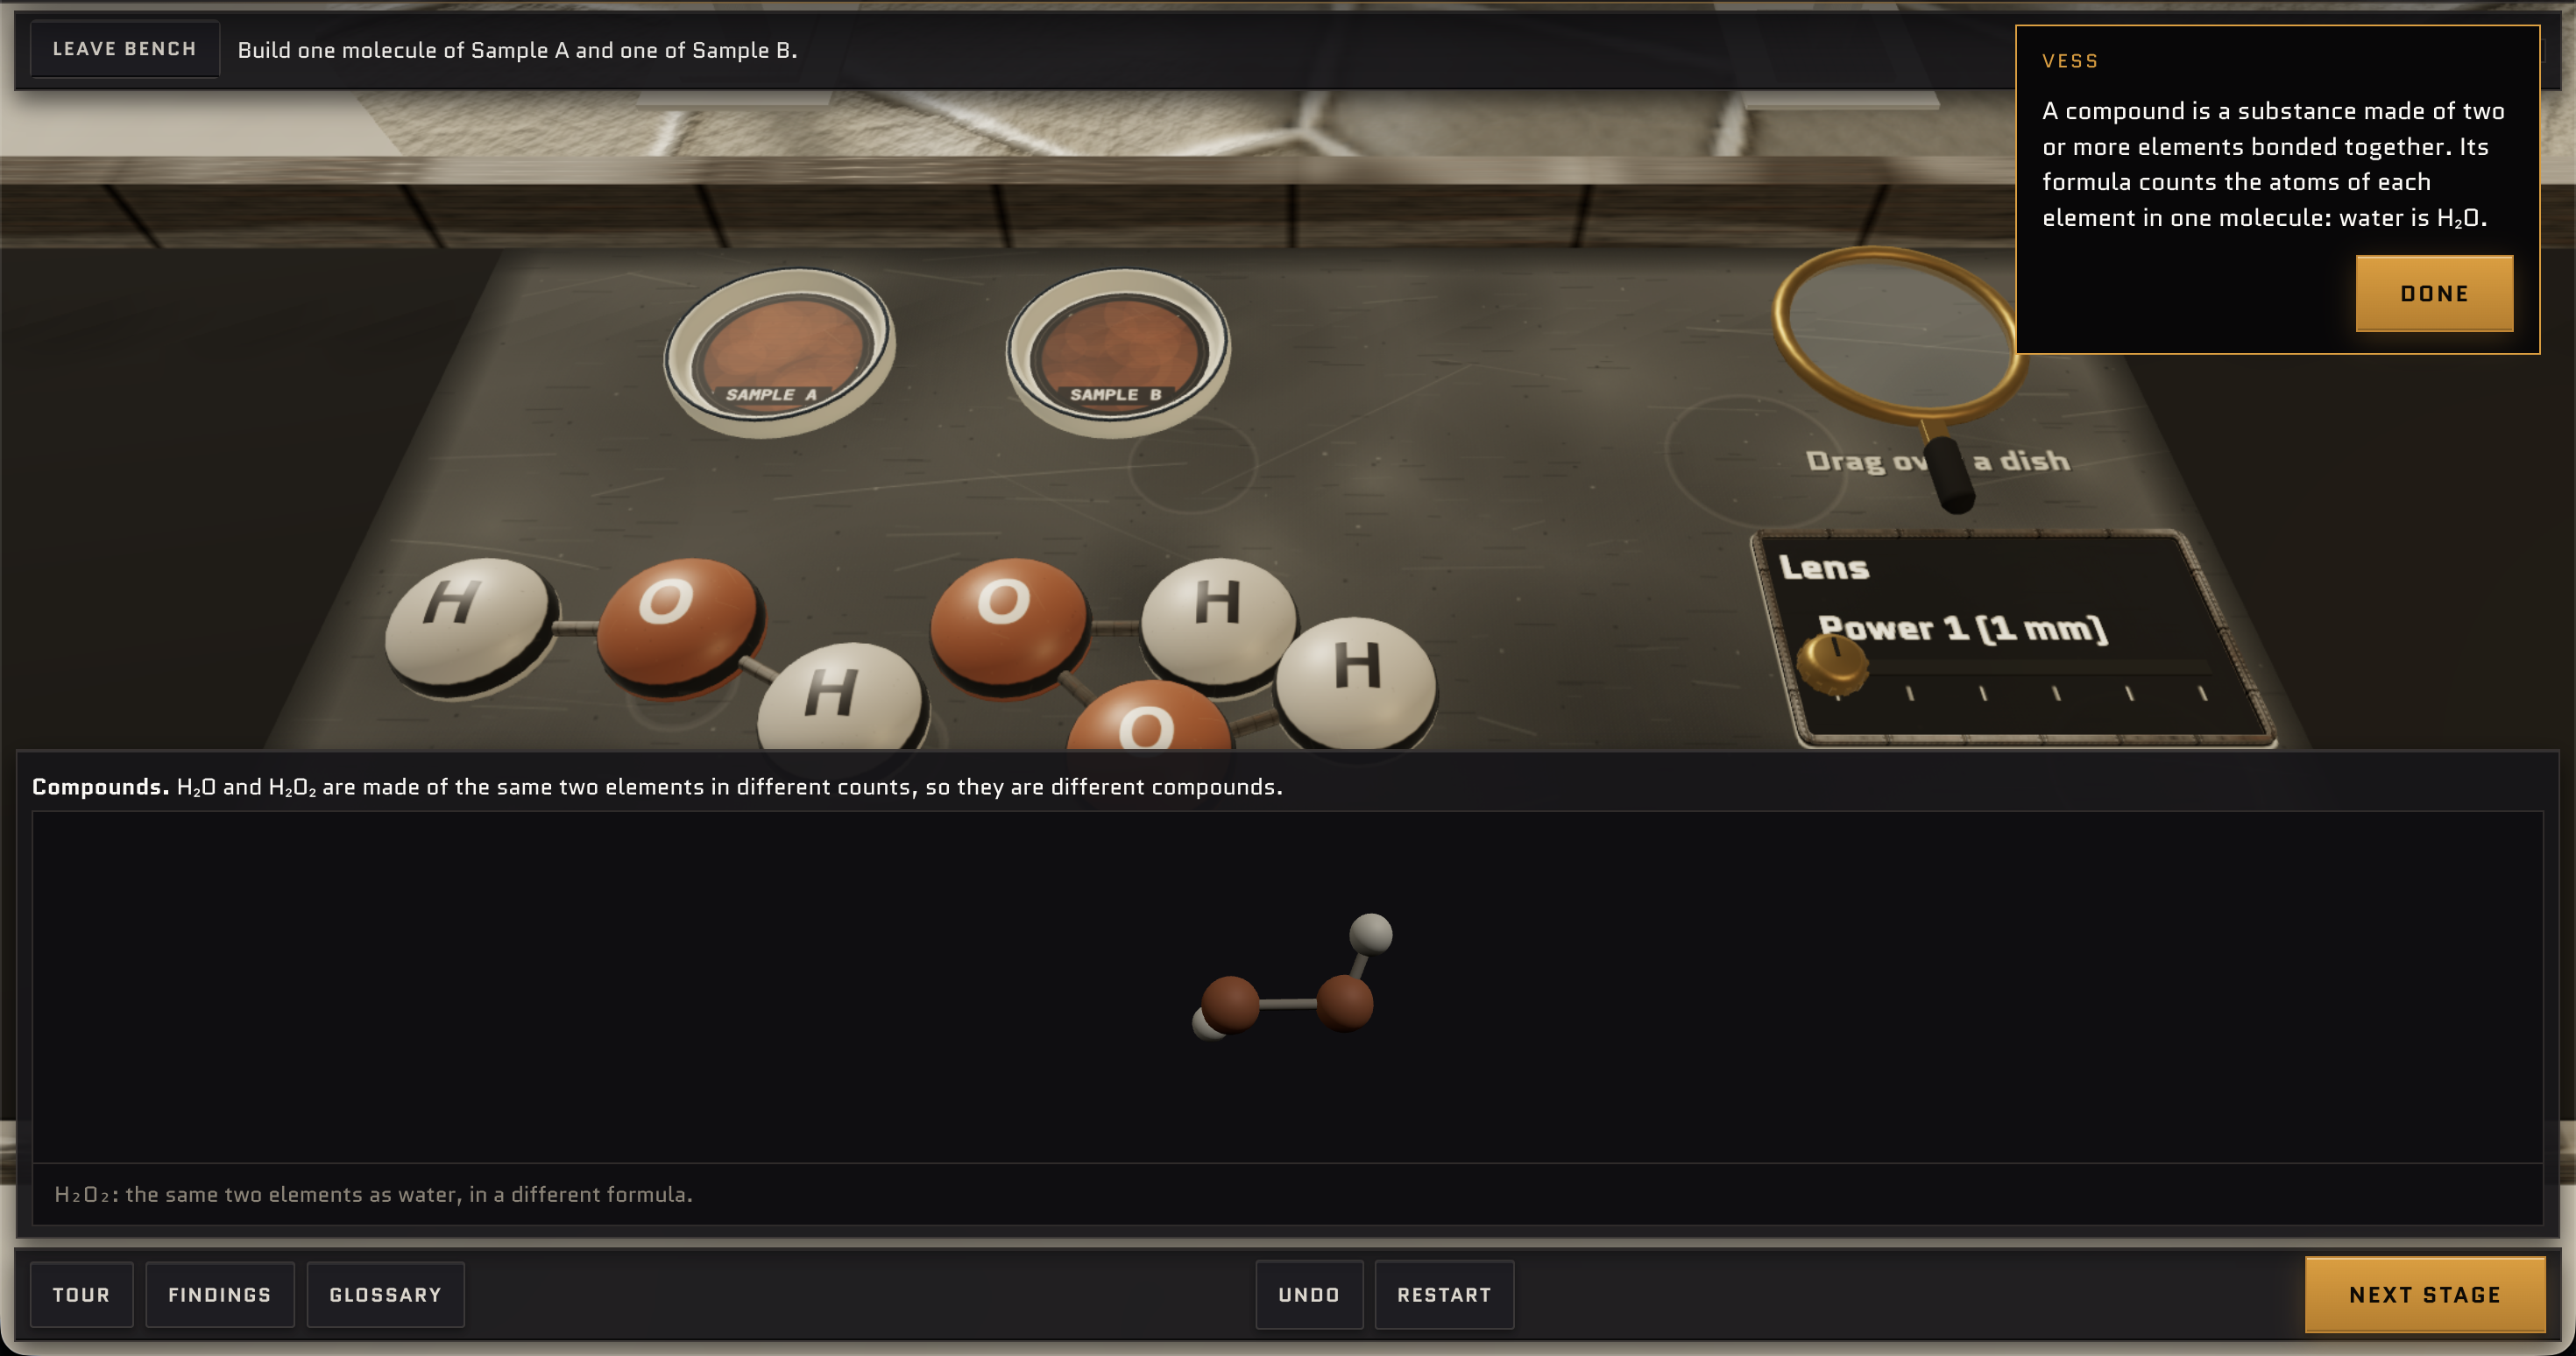 LEAVE BENCH
Build one molecule of Sample A and one of Sample B.
VESS
A compound is a substance made of two
or more elements bonded together. Its
formula counts the atoms of each
element in one molecule: water is H₂O.
DONE
SAMPLE A
SAMPLE B
Drag ov a dish
H
O
H
O
H
H
O
Lens
Power 1 (1 mm)
Compounds. H₂O and H₂O₂ are made of the same two elements in different counts, so they are different compounds.
H₂O₂: the same two elements as water, in a different formula.
TOUR
FINDINGS
GLOSSARY
UNDO
RESTART
NEXT STAGE